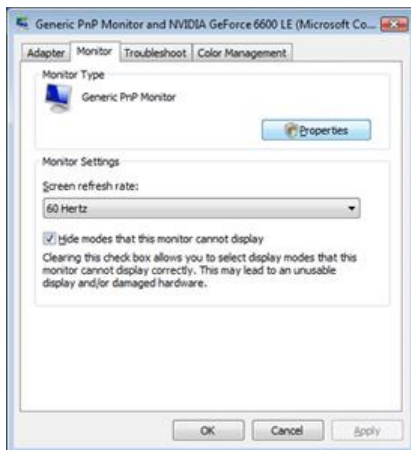 Generic PnP Monitor and NVIDIA GeForce 6600 LE (Microsoft Co...
Adapter Monitor Troubleshoot Color Management
Monitor Type
Generic PnP Monitor
Properties
Monitor Settings
Screen refresh rate:
60 Hertz
Hide modes that this monitor cannot display
Clearing this check box allows you to select display modes that this
monitor cannot display correctly. This may lead to an unusable
display and/or damaged hardware.
OK Cancel Apply